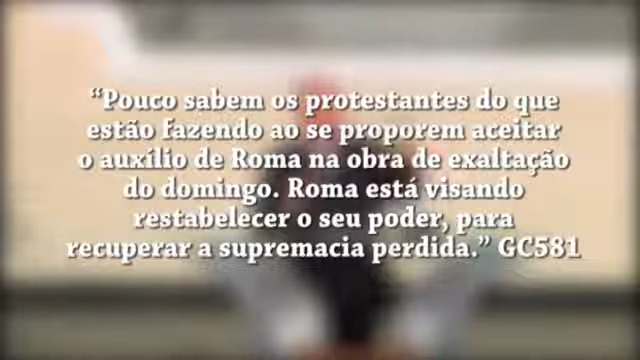 “Pouco sabem os protestantes do que
estão fazendo ao se proporem aceitar
o auxílio de Roma na obra de exaltação
do domingo. Roma está visando
restabelecer o seu poder, para
recuperar a supremacia perdida.” GC581